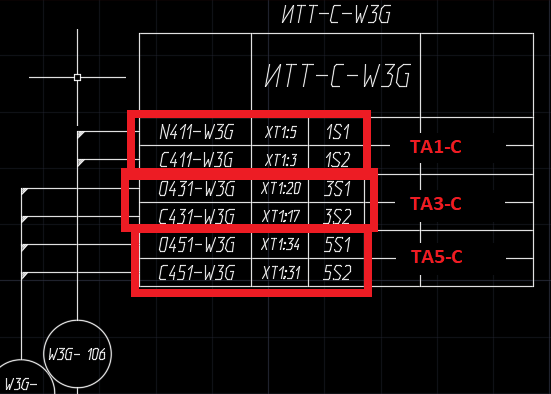 ИТТ-С-W3G
ИТТ-С-W3G
N411-W3G XT1:5 1S1
C411-W3G XT1:3 1S2
TA1-C
O431-W3G XT1:20 3S1
C431-W3G XT1:17 3S2
TA3-C
O451-W3G XT1:34 5S1
C451-W3G XT1:31 5S2
TA5-C
W3G- 106
W3G-